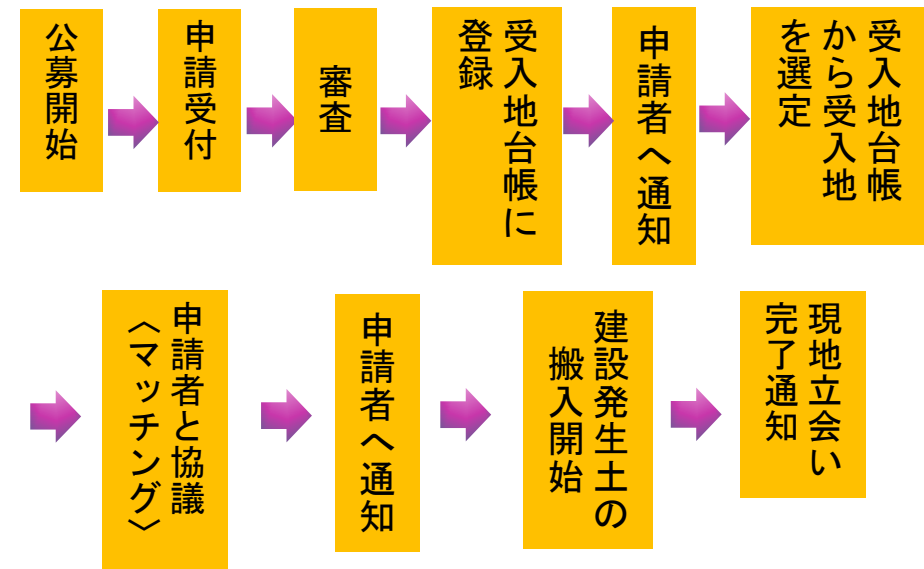 公募開始
申請受付
審査
受入地台帳に
登録
申請者へ通知
受入地台帳
から受入地
を選定
申請者と協議
〈マッチング〉
申請者へ通知
建設発生土の
搬入開始
現地立会い
完了通知